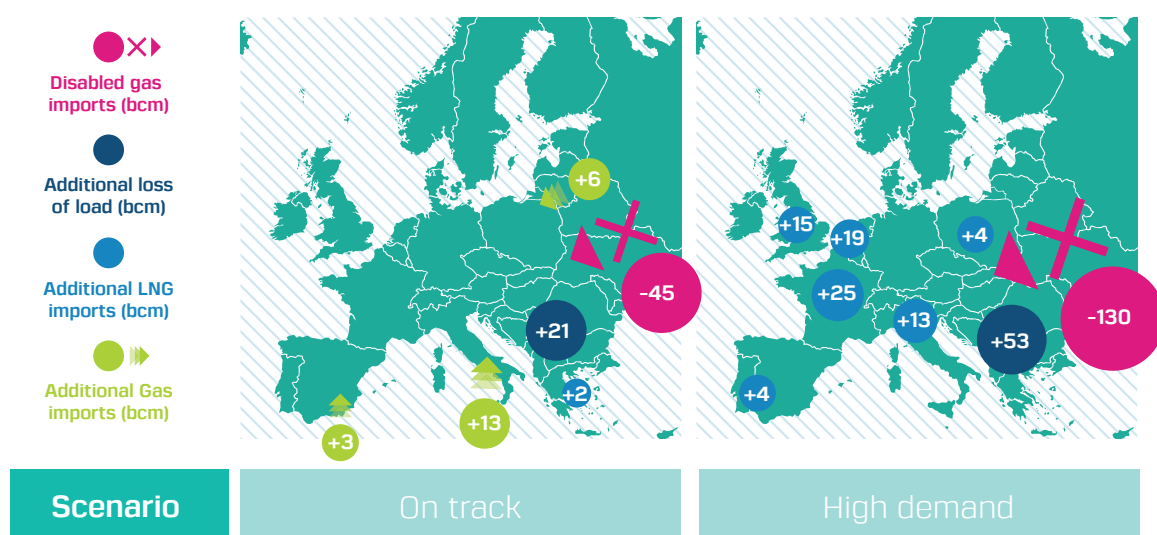 Disabled gas
imports (bcm)
Additional loss
of load (bcm)
Additional LNG
imports (bcm)
Additional Gas
imports (bcm)
+6
-45
+21
+2
+13
+3
+15
+19
+4
+25
+13
-130
+53
+4
Scenario
On track
High demand